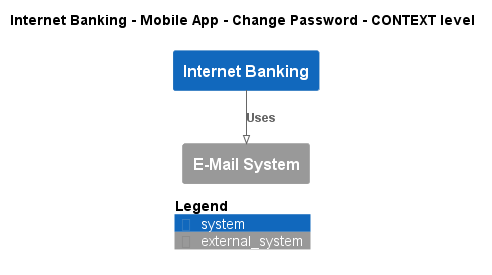 Internet Banking - Mobile App - Change Password - CONTEXT level
Internet Banking
Uses
E-Mail System
Legend
system
external_system